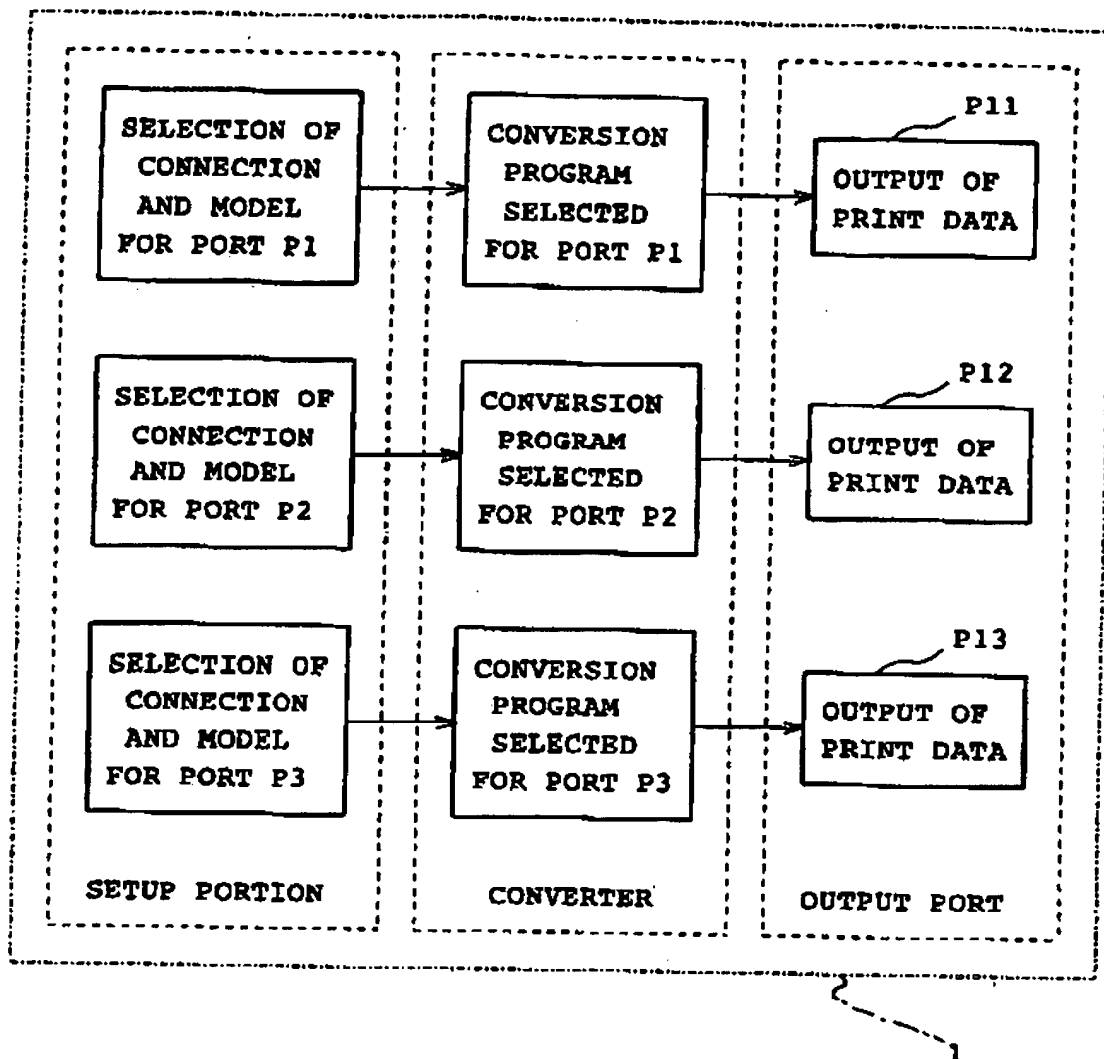 SELECTION OF
CONNECTION
AND MODEL
FOR PORT P1
CONVERSION
PROGRAM
SELECTED
FOR PORT P1
P11
OUTPUT OF
PRINT DATA
SELECTION OF
CONNECTION
AND MODEL
FOR PORT P2
CONVERSION
PROGRAM
SELECTED
FOR PORT P2
P12
OUTPUT OF
PRINT DATA
SELECTION OF
CONNECTION
AND MODEL
FOR PORT P3
CONVERSION
PROGRAM
SELECTED
FOR PORT P3
P13
OUTPUT OF
PRINT DATA
SETUP PORTION
CONVERTER
OUTPUT PORT